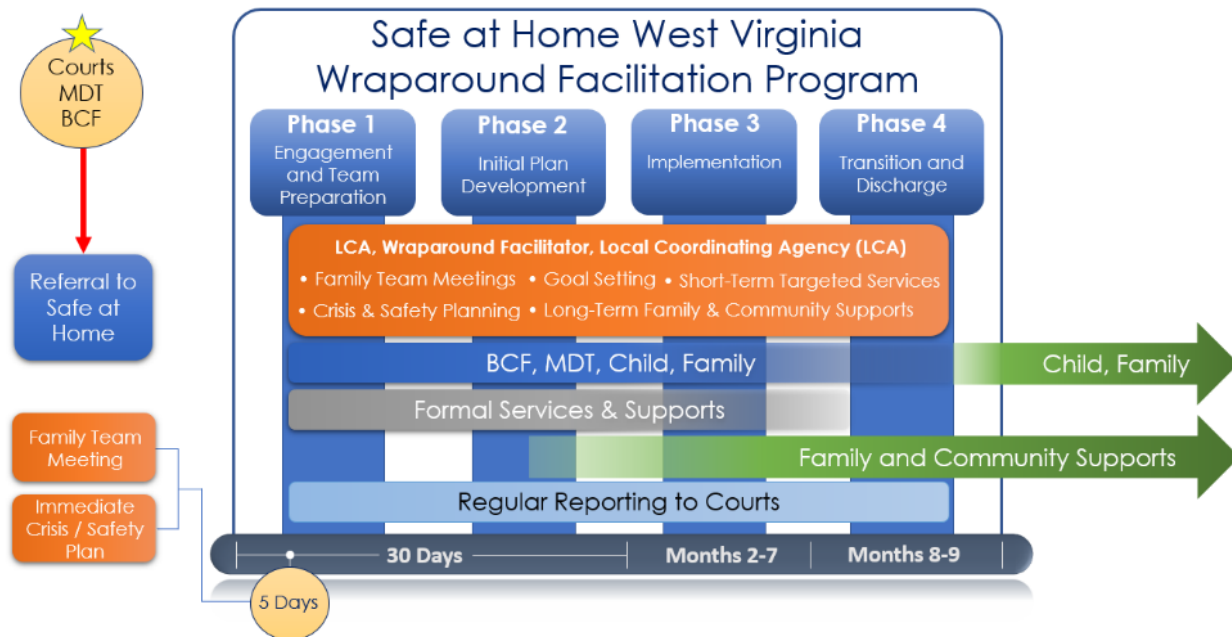 Safe at Home West Virginia
Wraparound Facilitation Program
Courts
MDT
BCF
Referral to
Safe at
Home
Phase 1
Engagement
and Team
Preparation
Phase 2
Initial Plan
Development
Phase 3
Implementation
Phase 4
Transition and
Discharge
LCA, Wraparound Facilitator, Local Coordinating Agency (LCA)
• Family Team Meetings • Goal Setting • Short-Term Targeted Services
• Crisis & Safety Planning • Long-Term Family & Community Supports
BCF, MDT, Child, Family
Child, Family
Formal Services & Supports
Family and Community Supports
Regular Reporting to Courts
Family Team
Meeting
Immediate
Crisis / Safety
Plan
30 Days
Months 2-7
Months 8-9
5 Days